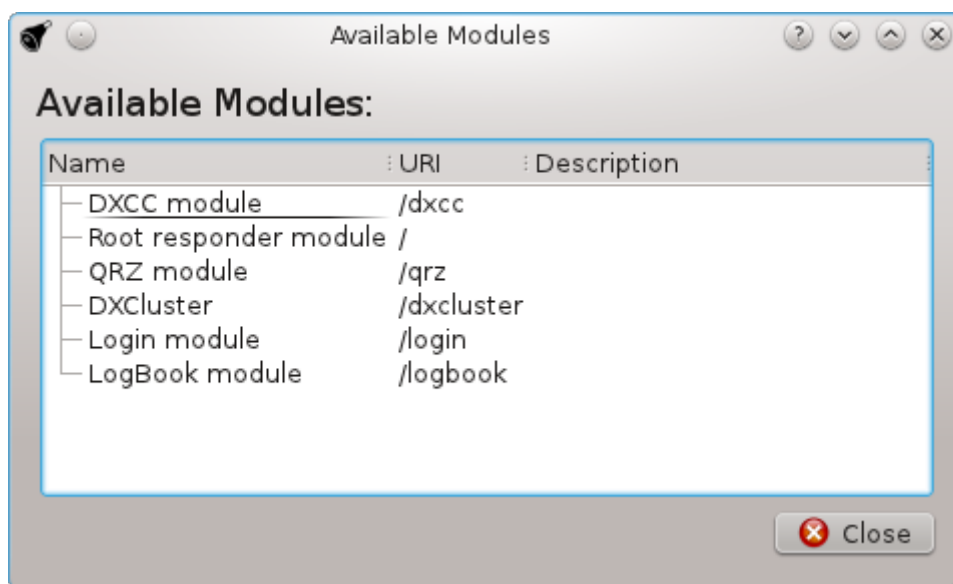 Available Modules
Available Modules:
Name URI Description
DXCC module /dxcc
Root responder module /
QRZ module /qrz
DXCluster /dxcluster
Login module /login
LogBook module /logbook
Close